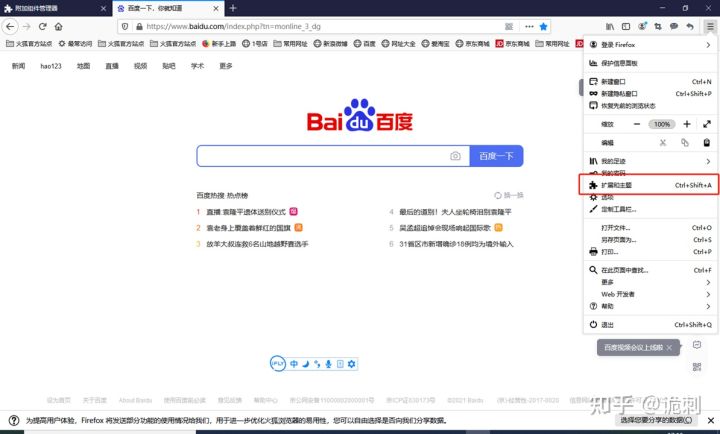 附加组件管理器
百度一下，你就知道
https://www.baidu.com/index.php?tn=monline_3_dg
火狐官方站点 最常访问 火狐官方站点 新手上路 常用网址 1号店 新浪微博 百度 网址大全 爱淘宝 京东商城 常用网址 京东商城
新闻 hao123 地图 直播 视频 贴吧 学术 更多
Bai du 百度
百度一下
百度热搜 热点榜 换一换
1 直播 袁隆平遗体送别仪式 爆
4 最后的道别！夫人坐轮椅泪别袁隆平
2 袁老身上覆盖着鲜红的国旗 沸
5 吴孟超追悼会现场响起国际歌 热
3 放羊大叔连救6名山地越野赛选手
6 31省区市新增确诊18例均为境外输入
登录 Firefox
保护信息面板
新建窗口 Ctrl+N
新建隐私窗口 Ctrl+Shift+P
恢复先前的浏览状态
缩放 100%
编辑
我的足迹
我的密码
扩展和主题 Ctrl+Shift+A
选项
定制工具栏...
打开文件... Ctrl+O
另存页面为... Ctrl+S
打印... Ctrl+P
在此页面中查找... Ctrl+F
更多
Web 开发者
帮助
退出 Ctrl+Shift+Q
百度视频会议上线啦
iFLY 中
设为首页 关于百度 About Baidu 使用百度前必读 意见反馈 帮助中心 京公网安备11000002000001号 京ICP证030173号 ©2021 Baidu (京)-经营性-2017-0020
知乎 @诡刺
为提高用户体验，Firefox 将发送部分功能的使用情况给我们，用于进一步优化火狐浏览器的易用性，您可以自由选择是否向我们分享数据。
选择您要分享的数据(C)